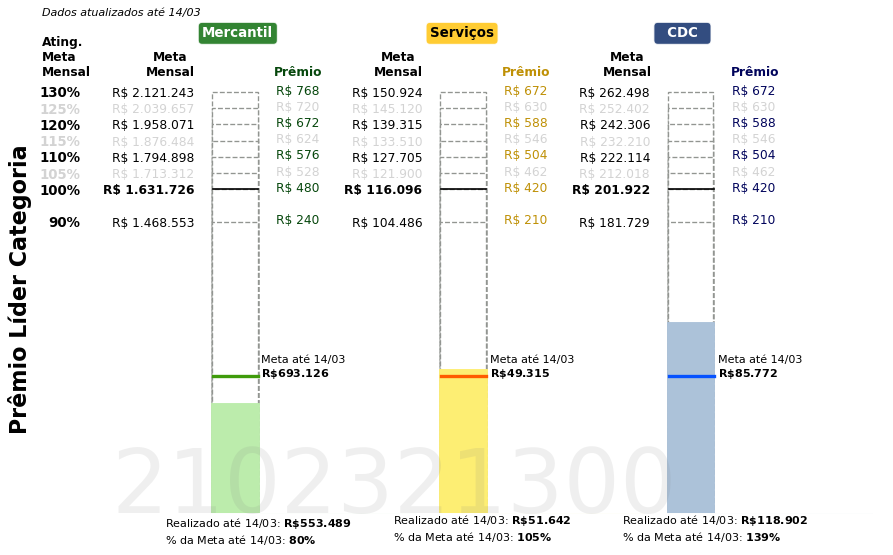 Dados atualizados até 14/03
Mercantil Serviços CDC
Ating.
Meta Meta Meta Meta
Mensal Mensal Prêmio Mensal Prêmio Mensal Prêmio
130% R$ 2.121.243 R$ 768 R$ 150.924 R$ 672 R$ 262.498 R$ 672
125% R$ 2.039.657 R$ 720 R$ 145.120 R$ 630 R$ 252.402 R$ 630
120% R$ 1.958.071 R$ 672 R$ 139.315 R$ 588 R$ 242.306 R$ 588
115% R$ 1.876.484 R$ 624 R$ 133.510 R$ 546 R$ 232.210 R$ 546
110% R$ 1.794.898 R$ 576 R$ 127.705 R$ 504 R$ 222.114 R$ 504
105% R$ 1.713.312 R$ 528 R$ 121.900 R$ 462 R$ 212.018 R$ 462
100% R$ 1.631.726 R$ 480 R$ 116.096 R$ 420 R$ 201.922 R$ 420
90% R$ 1.468.553 R$ 240 R$ 104.486 R$ 210 R$ 181.729 R$ 210
Prêmio Líder Categoria
Meta até 14/03 Meta até 14/03 Meta até 14/03
R$693.126 R$49.315 R$85.772
2102321300
Realizado até 14/03: R$553.489 Realizado até 14/03: R$51.642 Realizado até 14/03: R$118.902
% da Meta até 14/03: 80% % da Meta até 14/03: 105% % da Meta até 14/03: 139%